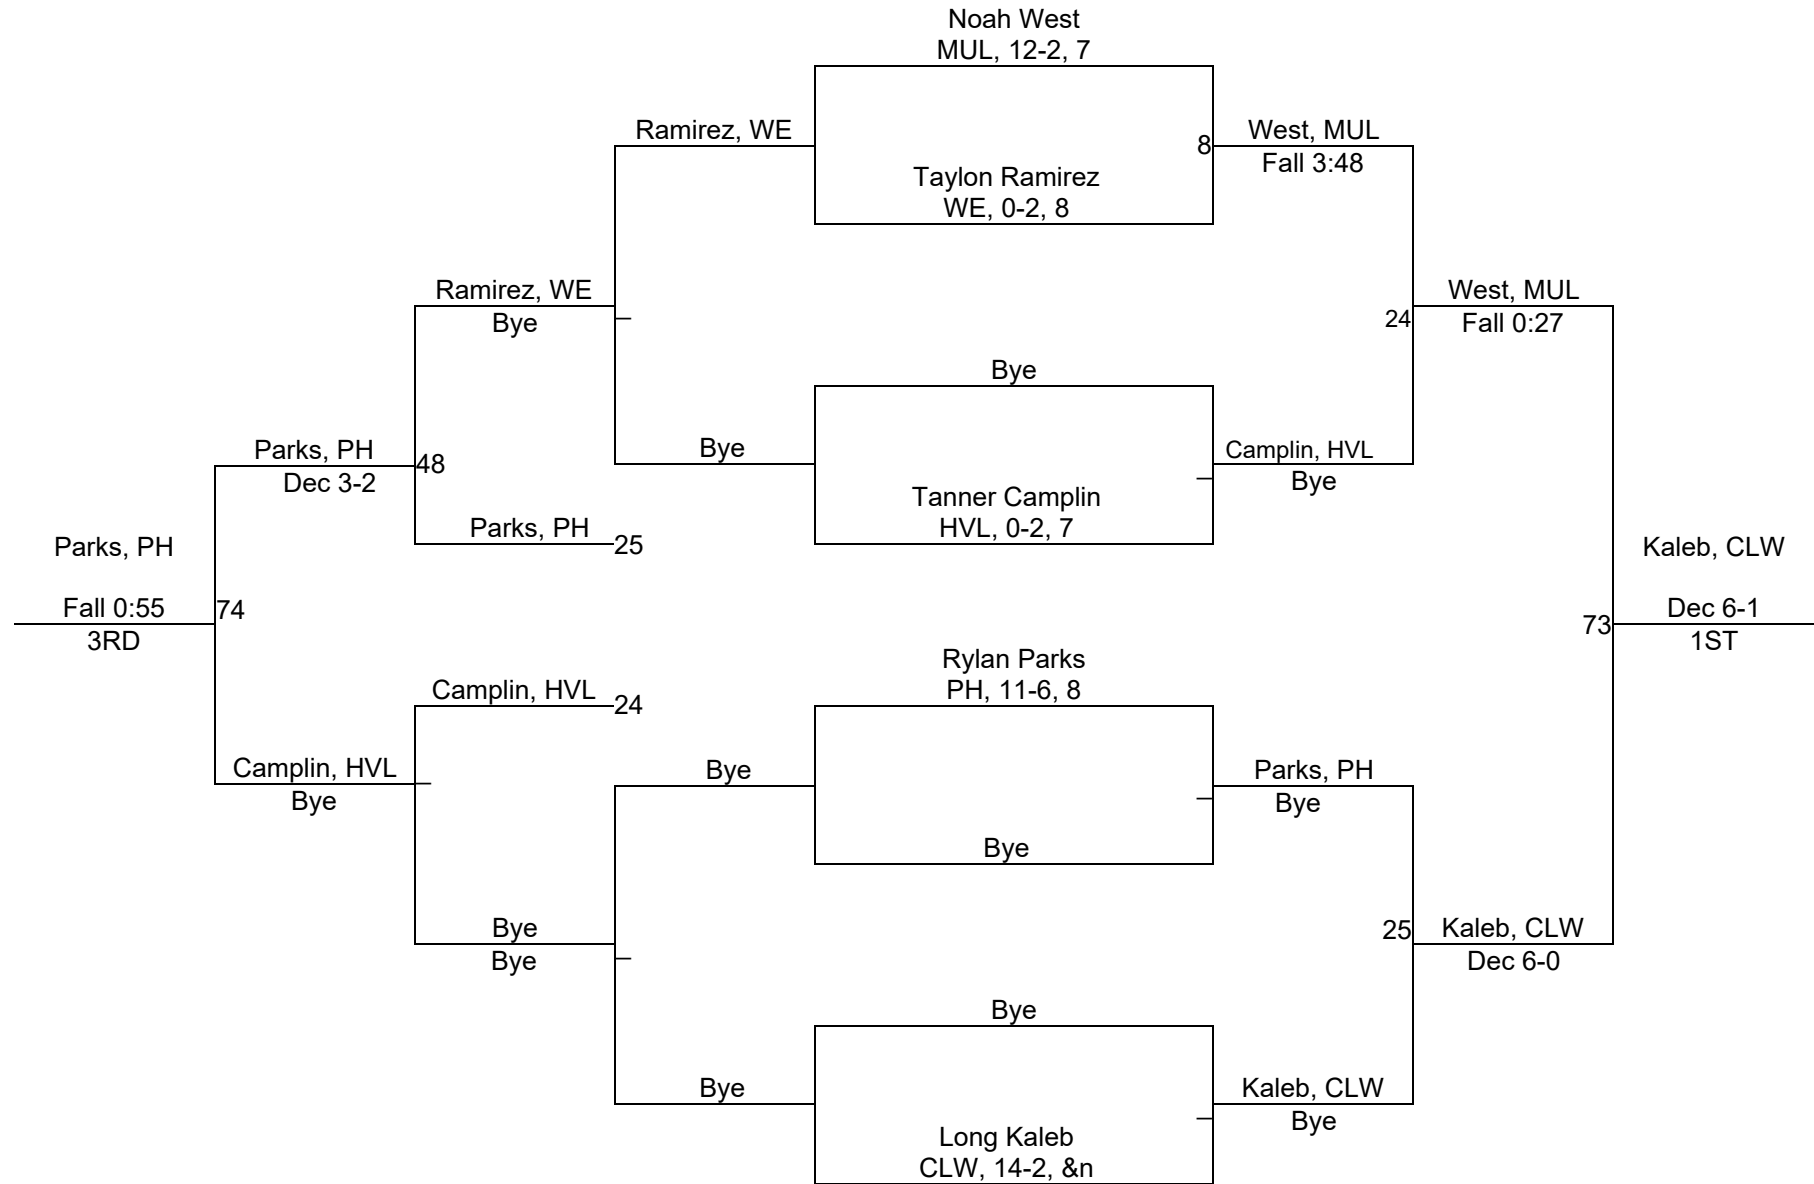 Noah West
MUL, 12-2, 7
Ramirez, WE
8
West, MUL
Fall 3:48
Taylon Ramirez
WE, 0-2, 8
Ramirez, WE
Bye
West, MUL
24
Fall 0:27
Bye
Parks, PH
48
Dec 3-2
Bye
Camplin, HVL
Bye
Tanner Camplin
HVL, 0-2, 7
Parks, PH
25
Parks, PH
Kaleb, CLW
Fall 0:55
74
3RD
73
Dec 6-1
1ST
Rylan Parks
PH, 11-6, 8
Camplin, HVL
24
Camplin, HVL
Bye
Bye
Parks, PH
Bye
Bye
Bye
Bye
25
Kaleb, CLW
Dec 6-0
Bye
Bye
Kaleb, CLW
Bye
Long Kaleb
CLW, 14-2, &n